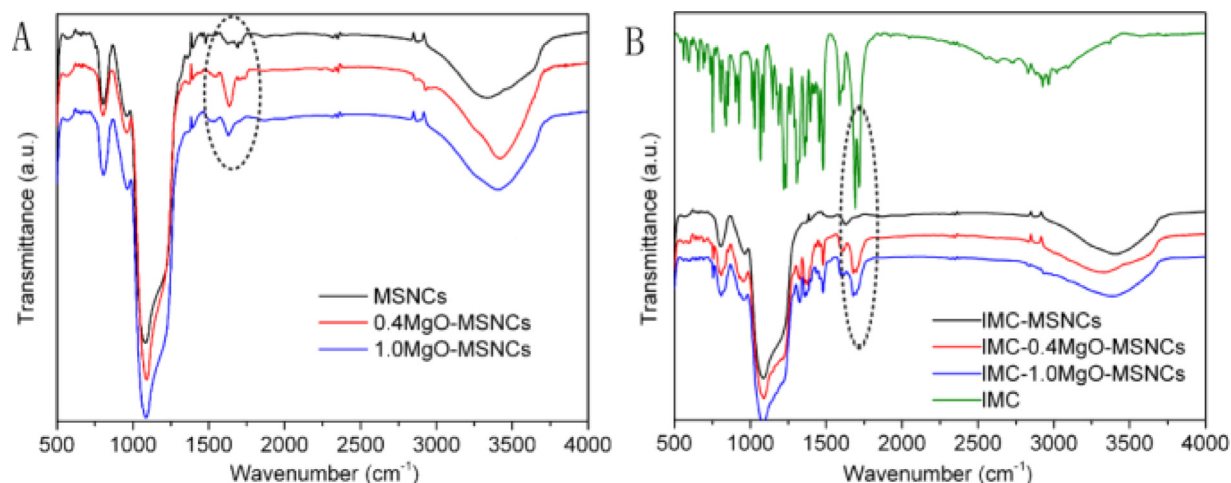 A
Transmittance (a.u.)
MSNCs
0.4MgO-MSNCs
1.0MgO-MSNCs
500 1000 1500 2000 2500 3000 3500 4000
Wavenumber (cm⁻¹)
B
Transmittance (a.u.)
IMC-MSNCs
IMC-0.4MgO-MSNCs
IMC-1.0MgO-MSNCs
IMC
500 1000 1500 2000 2500 3000 3500 4000
Wavenumber (cm⁻¹)